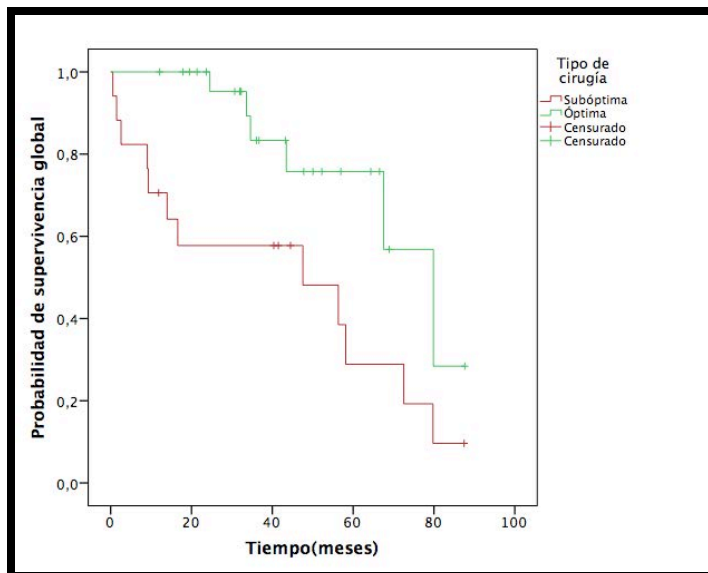 Tipo de
cirugía
Subóptima
Óptima
Censurado
Censurado
Probabilidad de supervivencia global
1,0
0,8
0,6
0,4
0,2
0,0
0 20 40 60 80 100
Tiempo(meses)